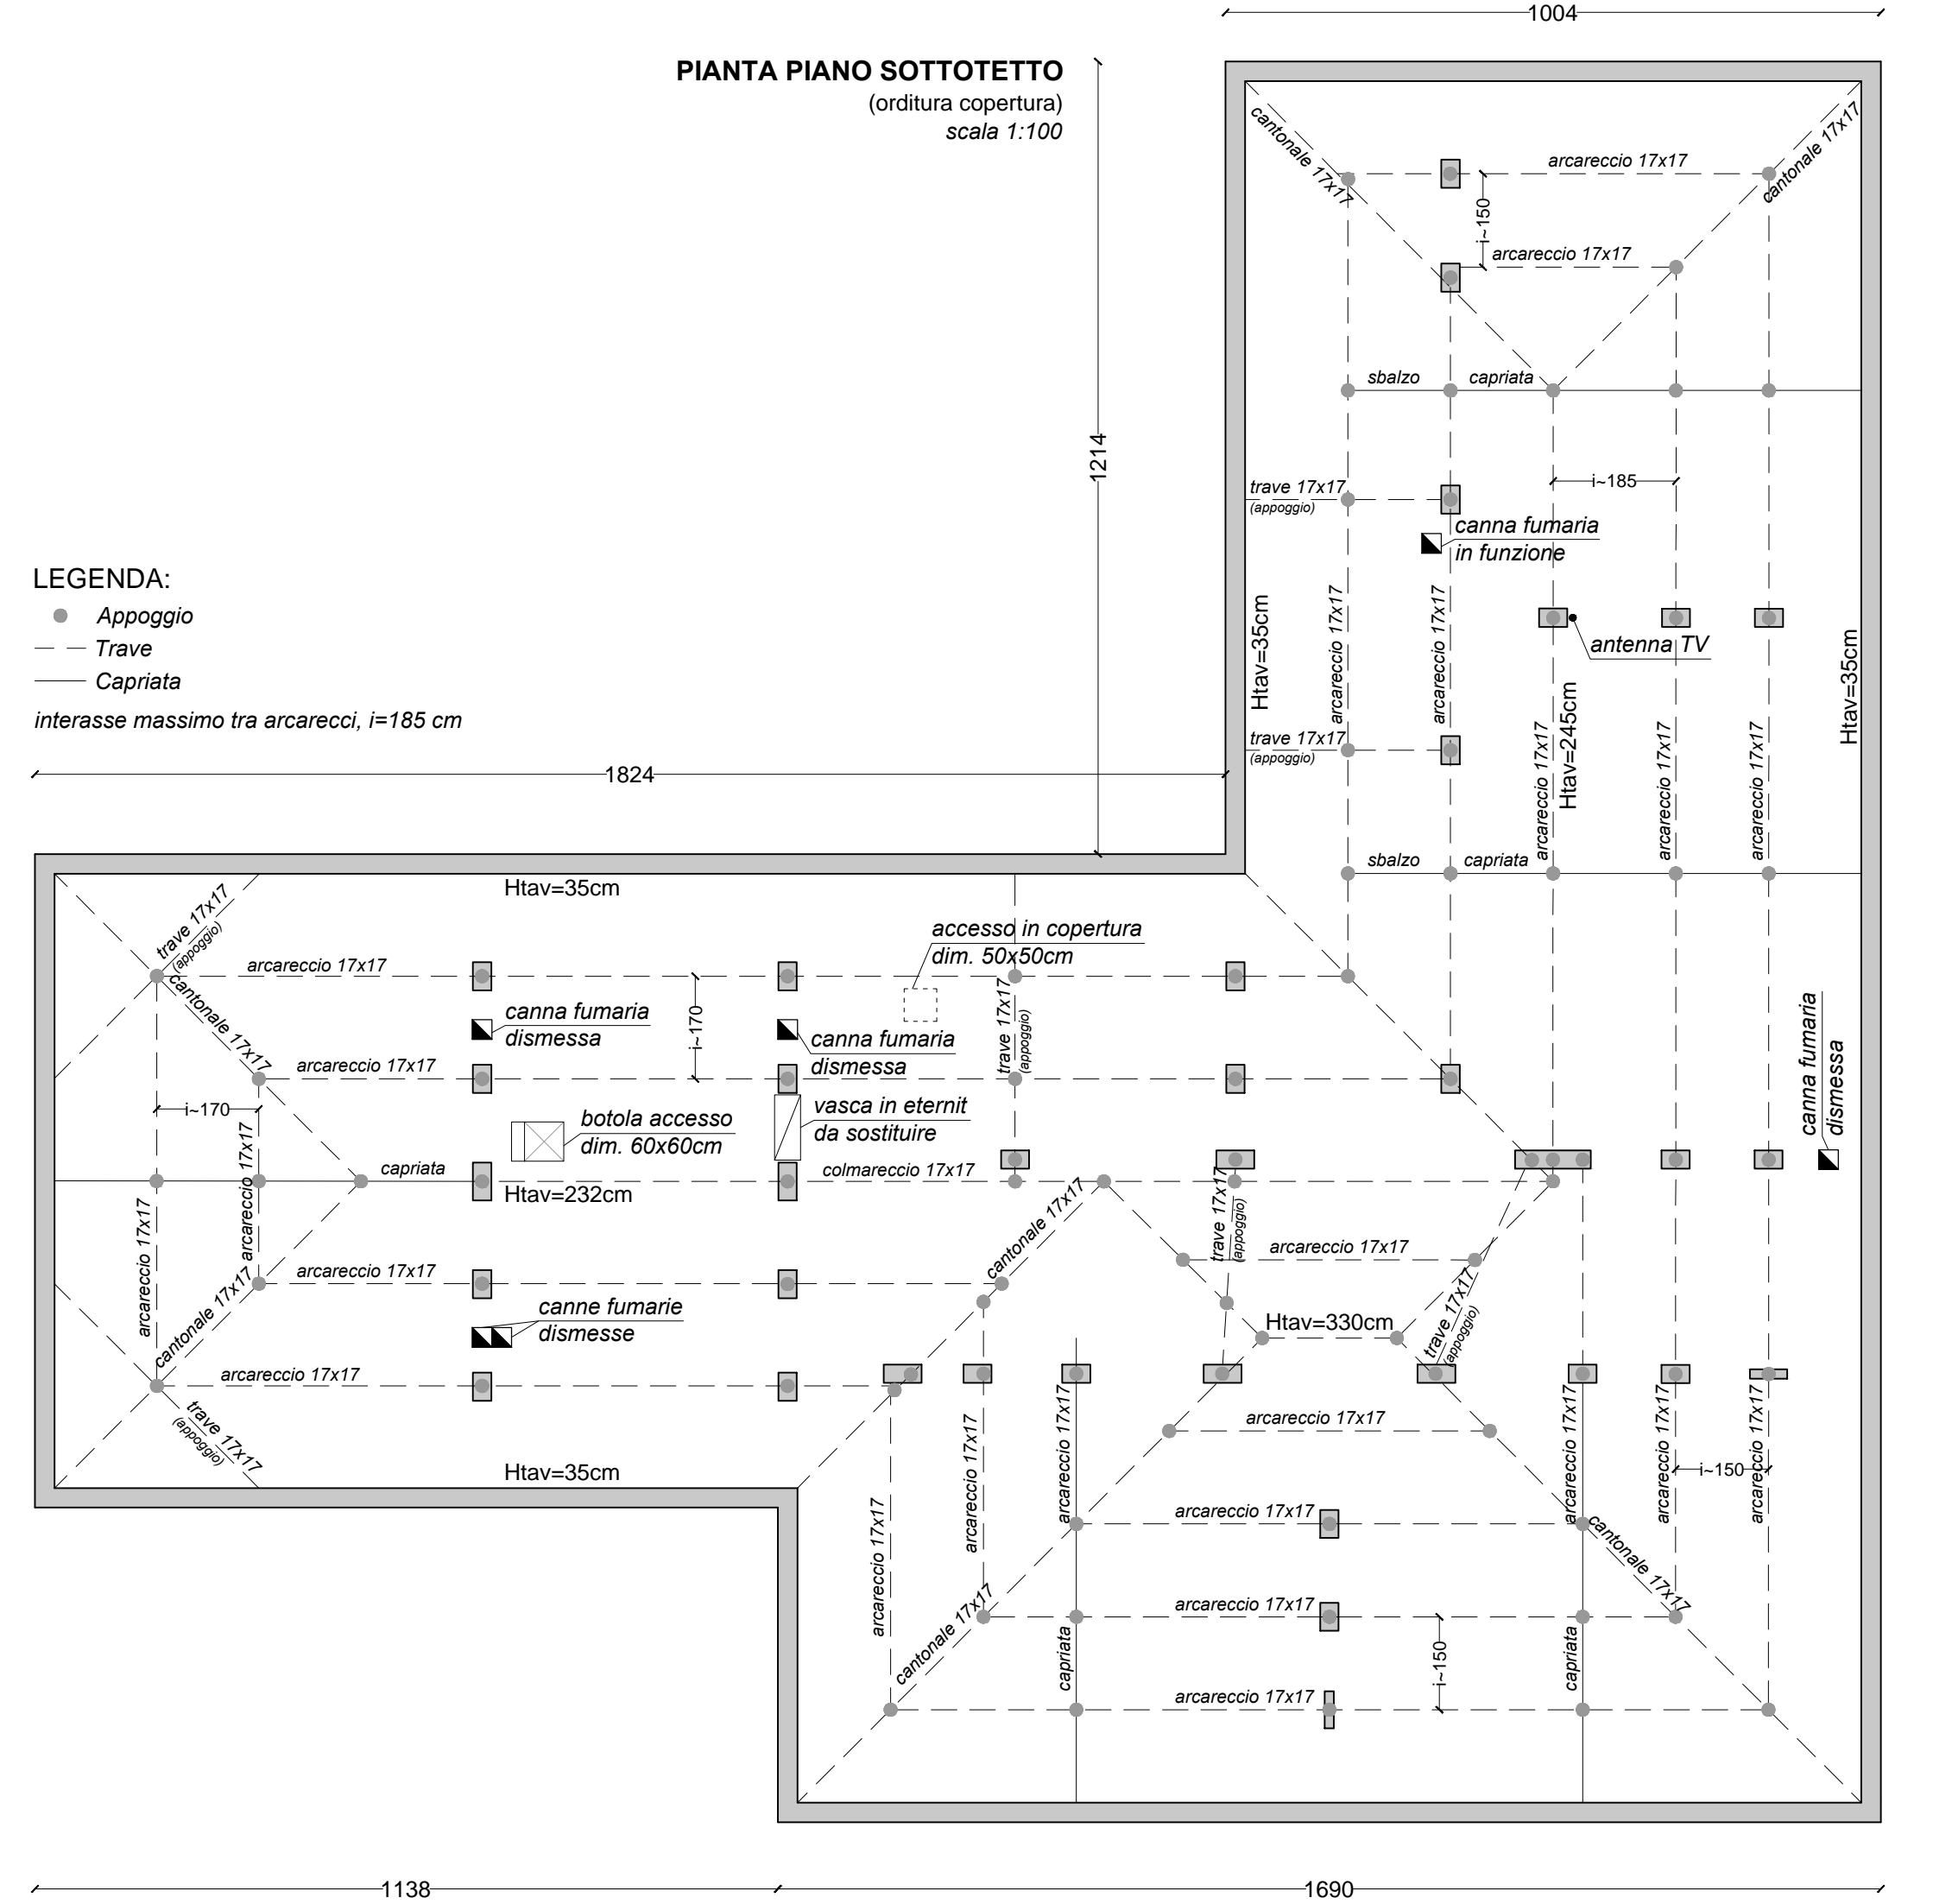 1004
PIANTA PIANO SOTTOTETTO
(orditura copertura)
scala 1:100
cantonale 17x17
cantonale 17x17
arcareccio 17x17
i~150
arcareccio 17x17
sbalzo
capriata
1214
trave 17x17
(appoggio)
i~185
canna fumaria
in funzione
LEGENDA:
Appoggio
Trave
Capriata
interasse massimo tra arcarecci, i=185 cm
Htav=35cm
arcareccio 17x17
arcareccio 17x17
antenna TV
Htav=35cm
trave 17x17
(appoggio)
arcareccio 17x17
Htav=245cm
arcareccio 17x17
arcareccio 17x17
1824
sbalzo
capriata
Htav=35cm
trave 17x17
(appoggio)
cantonale 17x17
arcareccio 17x17
accesso in copertura
dim. 50x50cm
canna fumaria
dismessa
i~170
canna fumaria
dismessa
trave 17x17
(appoggio)
canna fumaria
dismessa
arcareccio 17x17
i~170
botola accesso
dim. 60x60cm
vasca in eternit
da sostituire
arcareccio 17x17
arcareccio 17x17
capriata
colmareccio 17x17
Htav=232cm
cantonale 17x17
trave 17x17
(appoggio)
arcareccio 17x17
arcareccio 17x17
cantonale 17x17
canne fumarie
dismesse
Htav=330cm
trave 17x17
(appoggio)
arcareccio 17x17
trave 17x17
(appoggio)
Htav=35cm
arcareccio 17x17
arcareccio 17x17
arcareccio 17x17
arcareccio 17x17
arcareccio 17x17
arcareccio 17x17
arcareccio 17x17
i~150
arcareccio 17x17
cantonale 17x17
cantonale 17x17
arcareccio 17x17
capriata
i~150
capriata
arcareccio 17x17
1138
1690